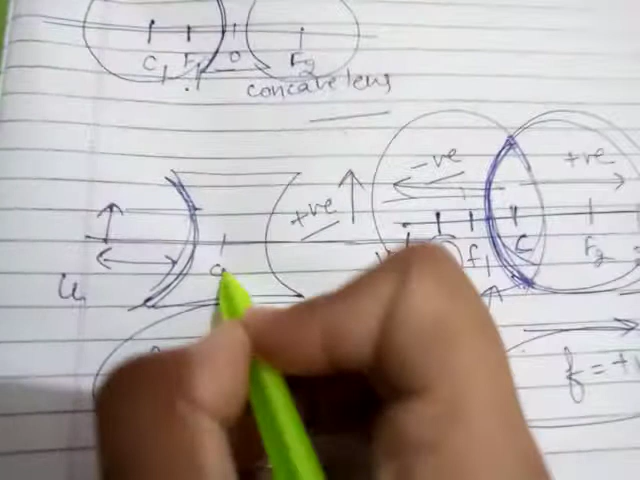 C₁ F₁ O F₂
concave lens
-ve +ve
+ve
C F₂
f₁
u
f = +